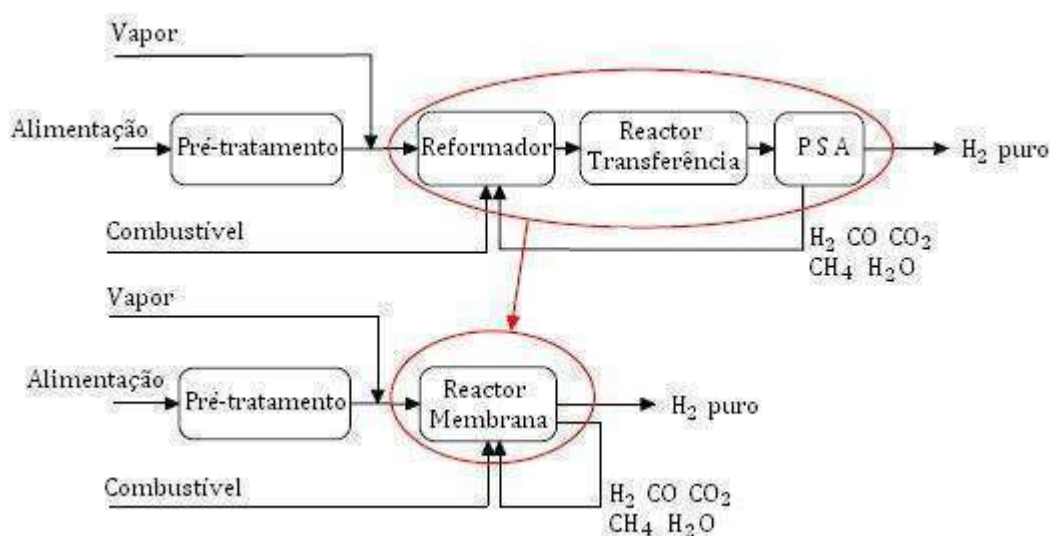 Vapor
Alimentação
Pré-tratamento
Reformador
Reactor
Transferência
P S A
H₂ puro
Combustível
H₂ CO CO₂
CH₄ H₂O
Vapor
Alimentação
Pré-tratamento
Reactor
Membrana
H₂ puro
Combustível
H₂ CO CO₂
CH₄ H₂O